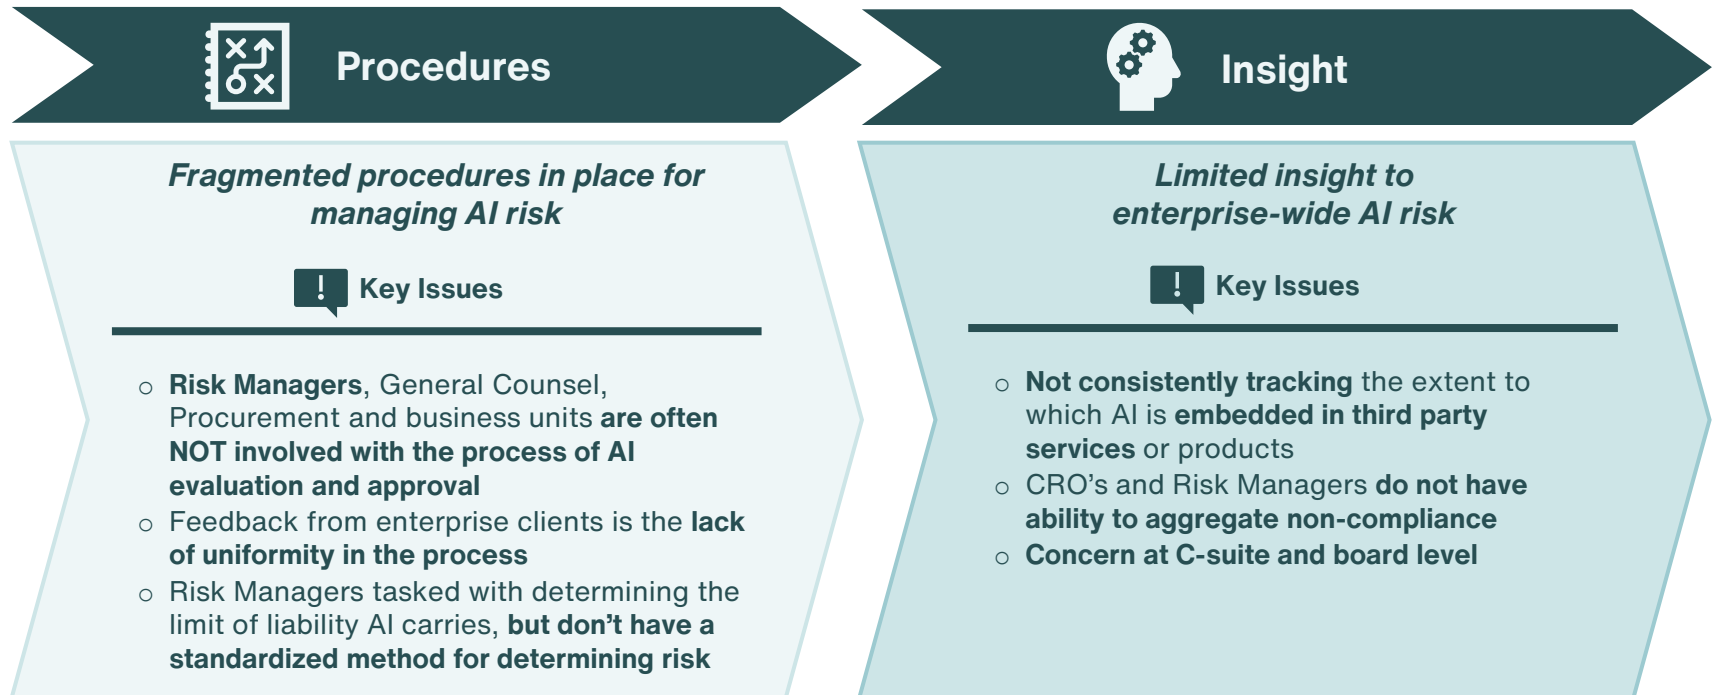 Procedures
Fragmented procedures in place for
managing AI risk
! Key Issues
○ Risk Managers, General Counsel,
Procurement and business units are often
NOT involved with the process of AI
evaluation and approval
○ Feedback from enterprise clients is the lack
of uniformity in the process
○ Risk Managers tasked with determining the
limit of liability AI carries, but don't have a
standardized method for determining risk
Insight
Limited insight to
enterprise-wide AI risk
! Key Issues
○ Not consistently tracking the extent to
which AI is embedded in third party
services or products
○ CRO's and Risk Managers do not have
ability to aggregate non-compliance
○ Concern at C-suite and board level